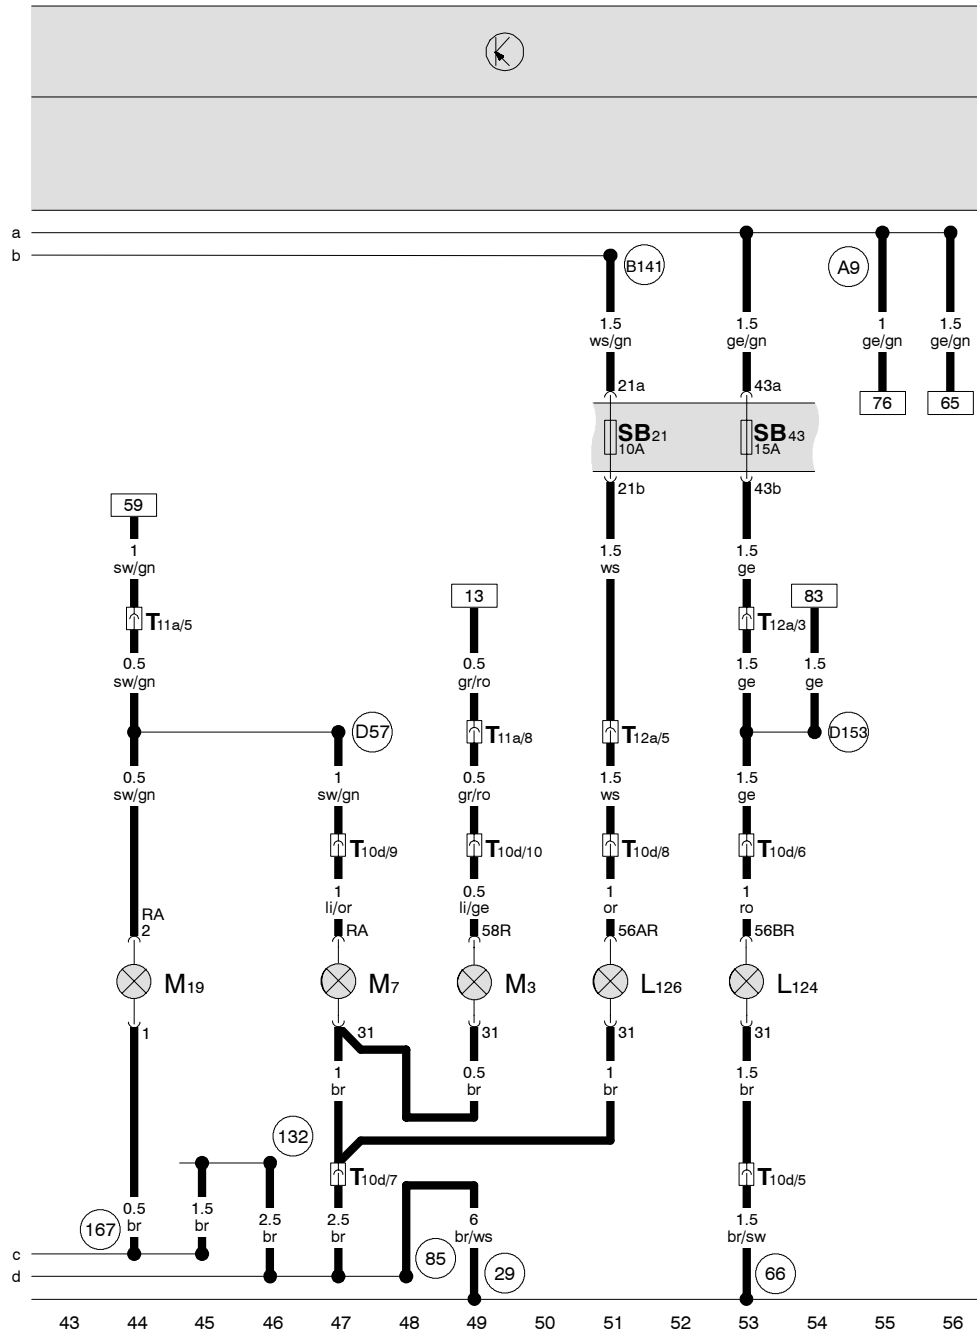 a
b
B141
A9
1.5
ws/gn
1.5
ge/gn
1
ge/gn
1.5
ge/gn
21a
43a
76
65
SB21
10A
SB43
15A
21b
43b
59
1
sw/gn
1.5
ws
1.5
ge
13
83
T11a/5
T12a/3
0.5
sw/gn
0.5
gr/ro
1.5
ge
1.5
ge
D57
T11a/8
T12a/5
D153
0.5
sw/gn
1
sw/gn
0.5
gr/ro
1.5
ws
1.5
ge
T10d/9
T10d/10
T10d/8
T10d/6
1
li/or
0.5
li/ge
1
or
1
ro
RA
2
RA
58R
56AR
56BR
M19
M7
M3
L126
L124
1
31
31
31
31
1
br
0.5
br
1
br
1.5
br
132
T10d/7
T10d/5
167
0.5
br
1.5
br
2.5
br
2.5
br
6
br/ws
1.5
br/sw
c
d
85
29
66
43 44 45 46 47 48 49 50 51 52 53 54 55 56